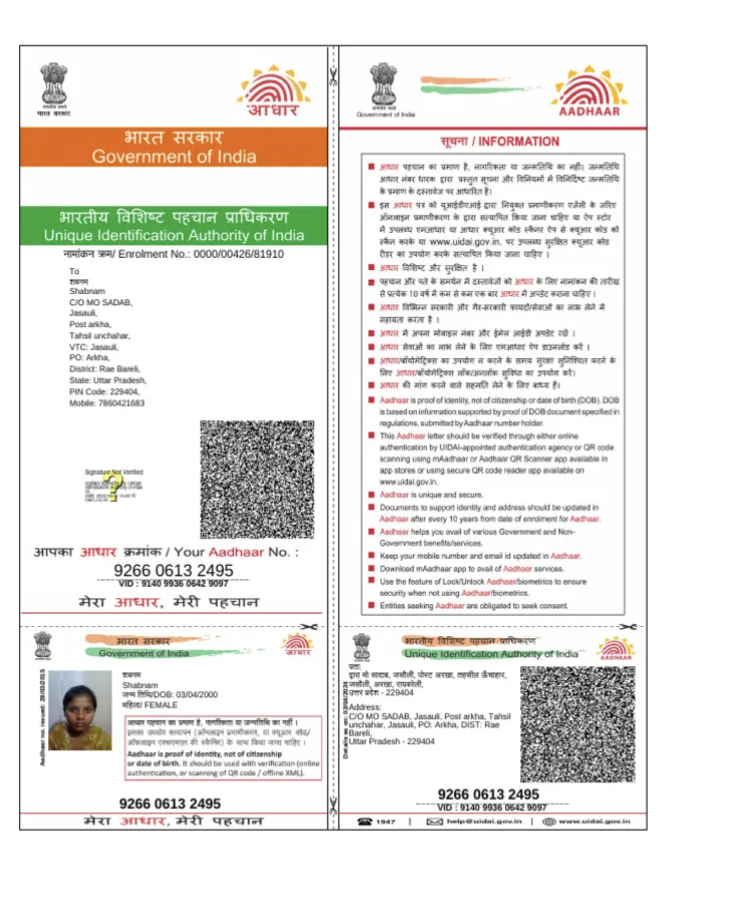 भारत सरकार
आधार
भारत सरकार
Government of India
भारतीय विशिष्ट पहचान प्राधिकरण
Unique Identification Authority of India
नामांकन क्रम/ Enrolment No.: 0000/00426/81910
To
शबनम
Shabnam
C/O MO SADAB,
Jasauli,
Post arkha,
Tahsil unchahar,
VTC: Jasauli,
PO: Arkha,
District: Rae Bareli,
State: Uttar Pradesh,
PIN Code: 229404,
Mobile: 7860421683
Signature Not Verified
आपका आधार क्रमांक / Your Aadhaar No. :
9266 0613 2495
VID : 9140 9936 0642 9097
मेरा आधार, मेरी पहचान
Government of India
AADHAAR
सूचना / INFORMATION
आधार पहचान का प्रमाण है, नागरिकता या जन्मतिथि का नहीं। जन्मतिथि
आधार नंबर धारक द्वारा प्रस्तुत सूचना और विनियमों में विनिर्दिष्ट जन्मतिथि
के प्रमाण के दस्तावेज पर आधारित है।
इस आधार पत्र को यूआईडीएआई द्वारा नियुक्त प्रमाणीकरण एजेंसी के जरिए
ऑनलाइन प्रमाणीकरण के द्वारा सत्यापित किया जाना चाहिए या ऐप स्टोर
में उपलब्ध एमआधार या आधार क्यूआर कोड स्कैनर ऐप से क्यूआर कोड को
स्कैन करके या www.uidai.gov.in. पर उपलब्ध सुरक्षित क्यूआर कोड
रीडर का उपयोग करके सत्यापित किया जाना चाहिए ।
आधार विशिष्ट और सुरक्षित है ।
पहचान और पते के समर्थन में दस्तावेजों को आधार के लिए नामांकन की तारीख
से प्रत्येक 10 वर्ष में कम से कम एक बार आधार में अपडेट कराना चाहिए ।
आधार विभिन्न सरकारी और गैर-सरकारी फायदों/सेवाओं का लाभ लेने में
सहायता करता है ।
आधार में अपना मोबाइल नंबर और ईमेल आईडी अपडेट रखें ।
आधार सेवाओं का लाभ लेने के लिए एमआधार ऐप डाउनलोड करें ।
आधार/बॉयोमेट्रिक्स का उपयोग न करने के समय सुरक्षा सुनिश्चित करने के
लिए आधार/बायोमेट्रिक्स लॉक/अनलॉक सुविधा का उपयोग करें।
आधार की मांग करने वाले सहमति लेने के लिए बाध्य हैं।
Aadhaar is proof of identity, not of citizenship or date of birth (DOB). DOB
is based on information supported by proof of DOB document specified in
regulations, submitted by Aadhaar number holder.
This Aadhaar letter should be verified through either online
authentication by UIDAI-appointed authentication agency or QR code
scanning using mAadhaar or Aadhaar QR Scanner app available in
app stores or using secure QR code reader app available on
www.uidai.gov.in.
Aadhaar is unique and secure.
Documents to support identity and address should be updated in
Aadhaar after every 10 years from date of enrolment for Aadhaar.
Aadhaar helps you avail of various Government and Non-
Government benefits/services.
Keep your mobile number and email id updated in Aadhaar.
Download mAadhaar app to avail of Aadhaar services.
Use the feature of Lock/Unlock Aadhaar/biometrics to ensure
security when not using Aadhaar/biometrics.
Entities seeking Aadhaar are obligated to seek consent.
भारत सरकार
Government of India
आधार
Aadhaar no. issued:
शबनम
Shabnam
जन्म तिथि/DOB: 03/04/2000
महिला/ FEMALE
आधार पहचान का प्रमाण है, नागरिकता या जन्मतिथि का नहीं ।
इसका उपयोग सत्यापन (ऑनलाइन प्रमाणीकरण, या क्यूआर कोड/
ऑफलाइन एक्सएमएल की स्कैनिंग) के साथ किया जाना चाहिए ।
Aadhaar is proof of identity, not of citizenship
or date of birth. It should be used with verification (online
authentication, or scanning of QR code / offline XML).
9266 0613 2495
मेरा आधार, मेरी पहचान
भारतीय विशिष्ट पहचान प्राधिकरण
Unique Identification Authority of India
AADHAAR
Details as on:
पता:
द्वारा मो सादाब, जसौली, पोस्ट अरखा, तहसील ऊँचाहार,
जसौली, अरखा, रायबरेली,
उत्तर प्रदेश - 229404
Address:
C/O MO SADAB, Jasauli, Post arkha, Tahsil
unchahar, Jasauli, PO: Arkha, DIST: Rae
Bareli,
Uttar Pradesh - 229404
9266 0613 2495
VID : 9140 9936 0642 9097
1947 | help@uidai.gov.in | www.uidai.gov.in